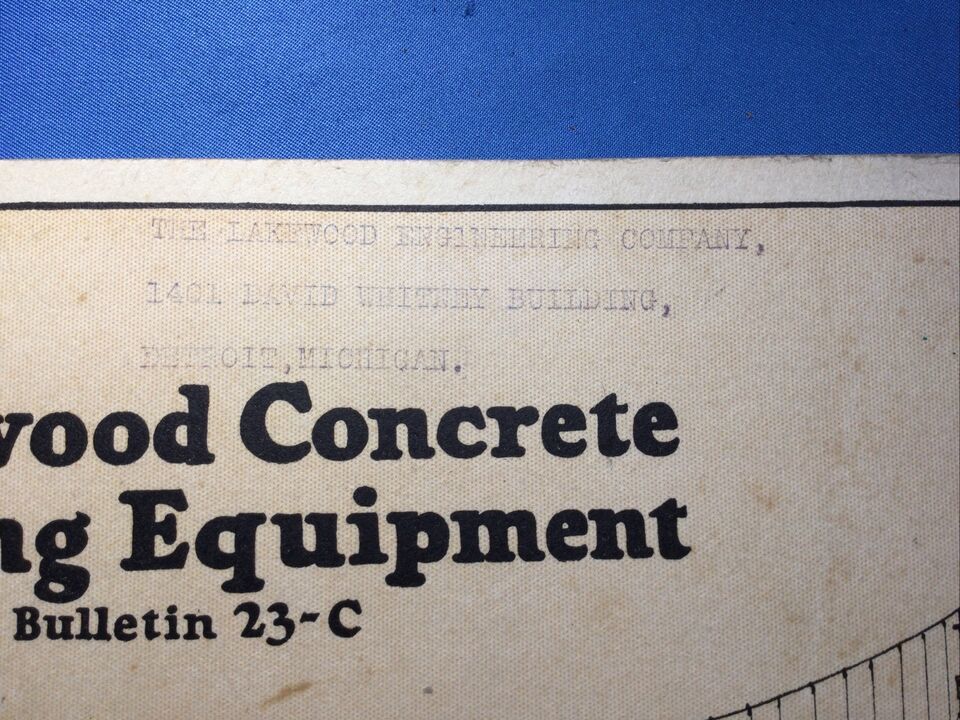 THE LAKEWOOD ENGINEERING COMPANY,
1401 DAVID WHITNEY BUILDING,
DETROIT,MICHIGAN.
wood Concrete
ng Equipment
Bulletin 23-C